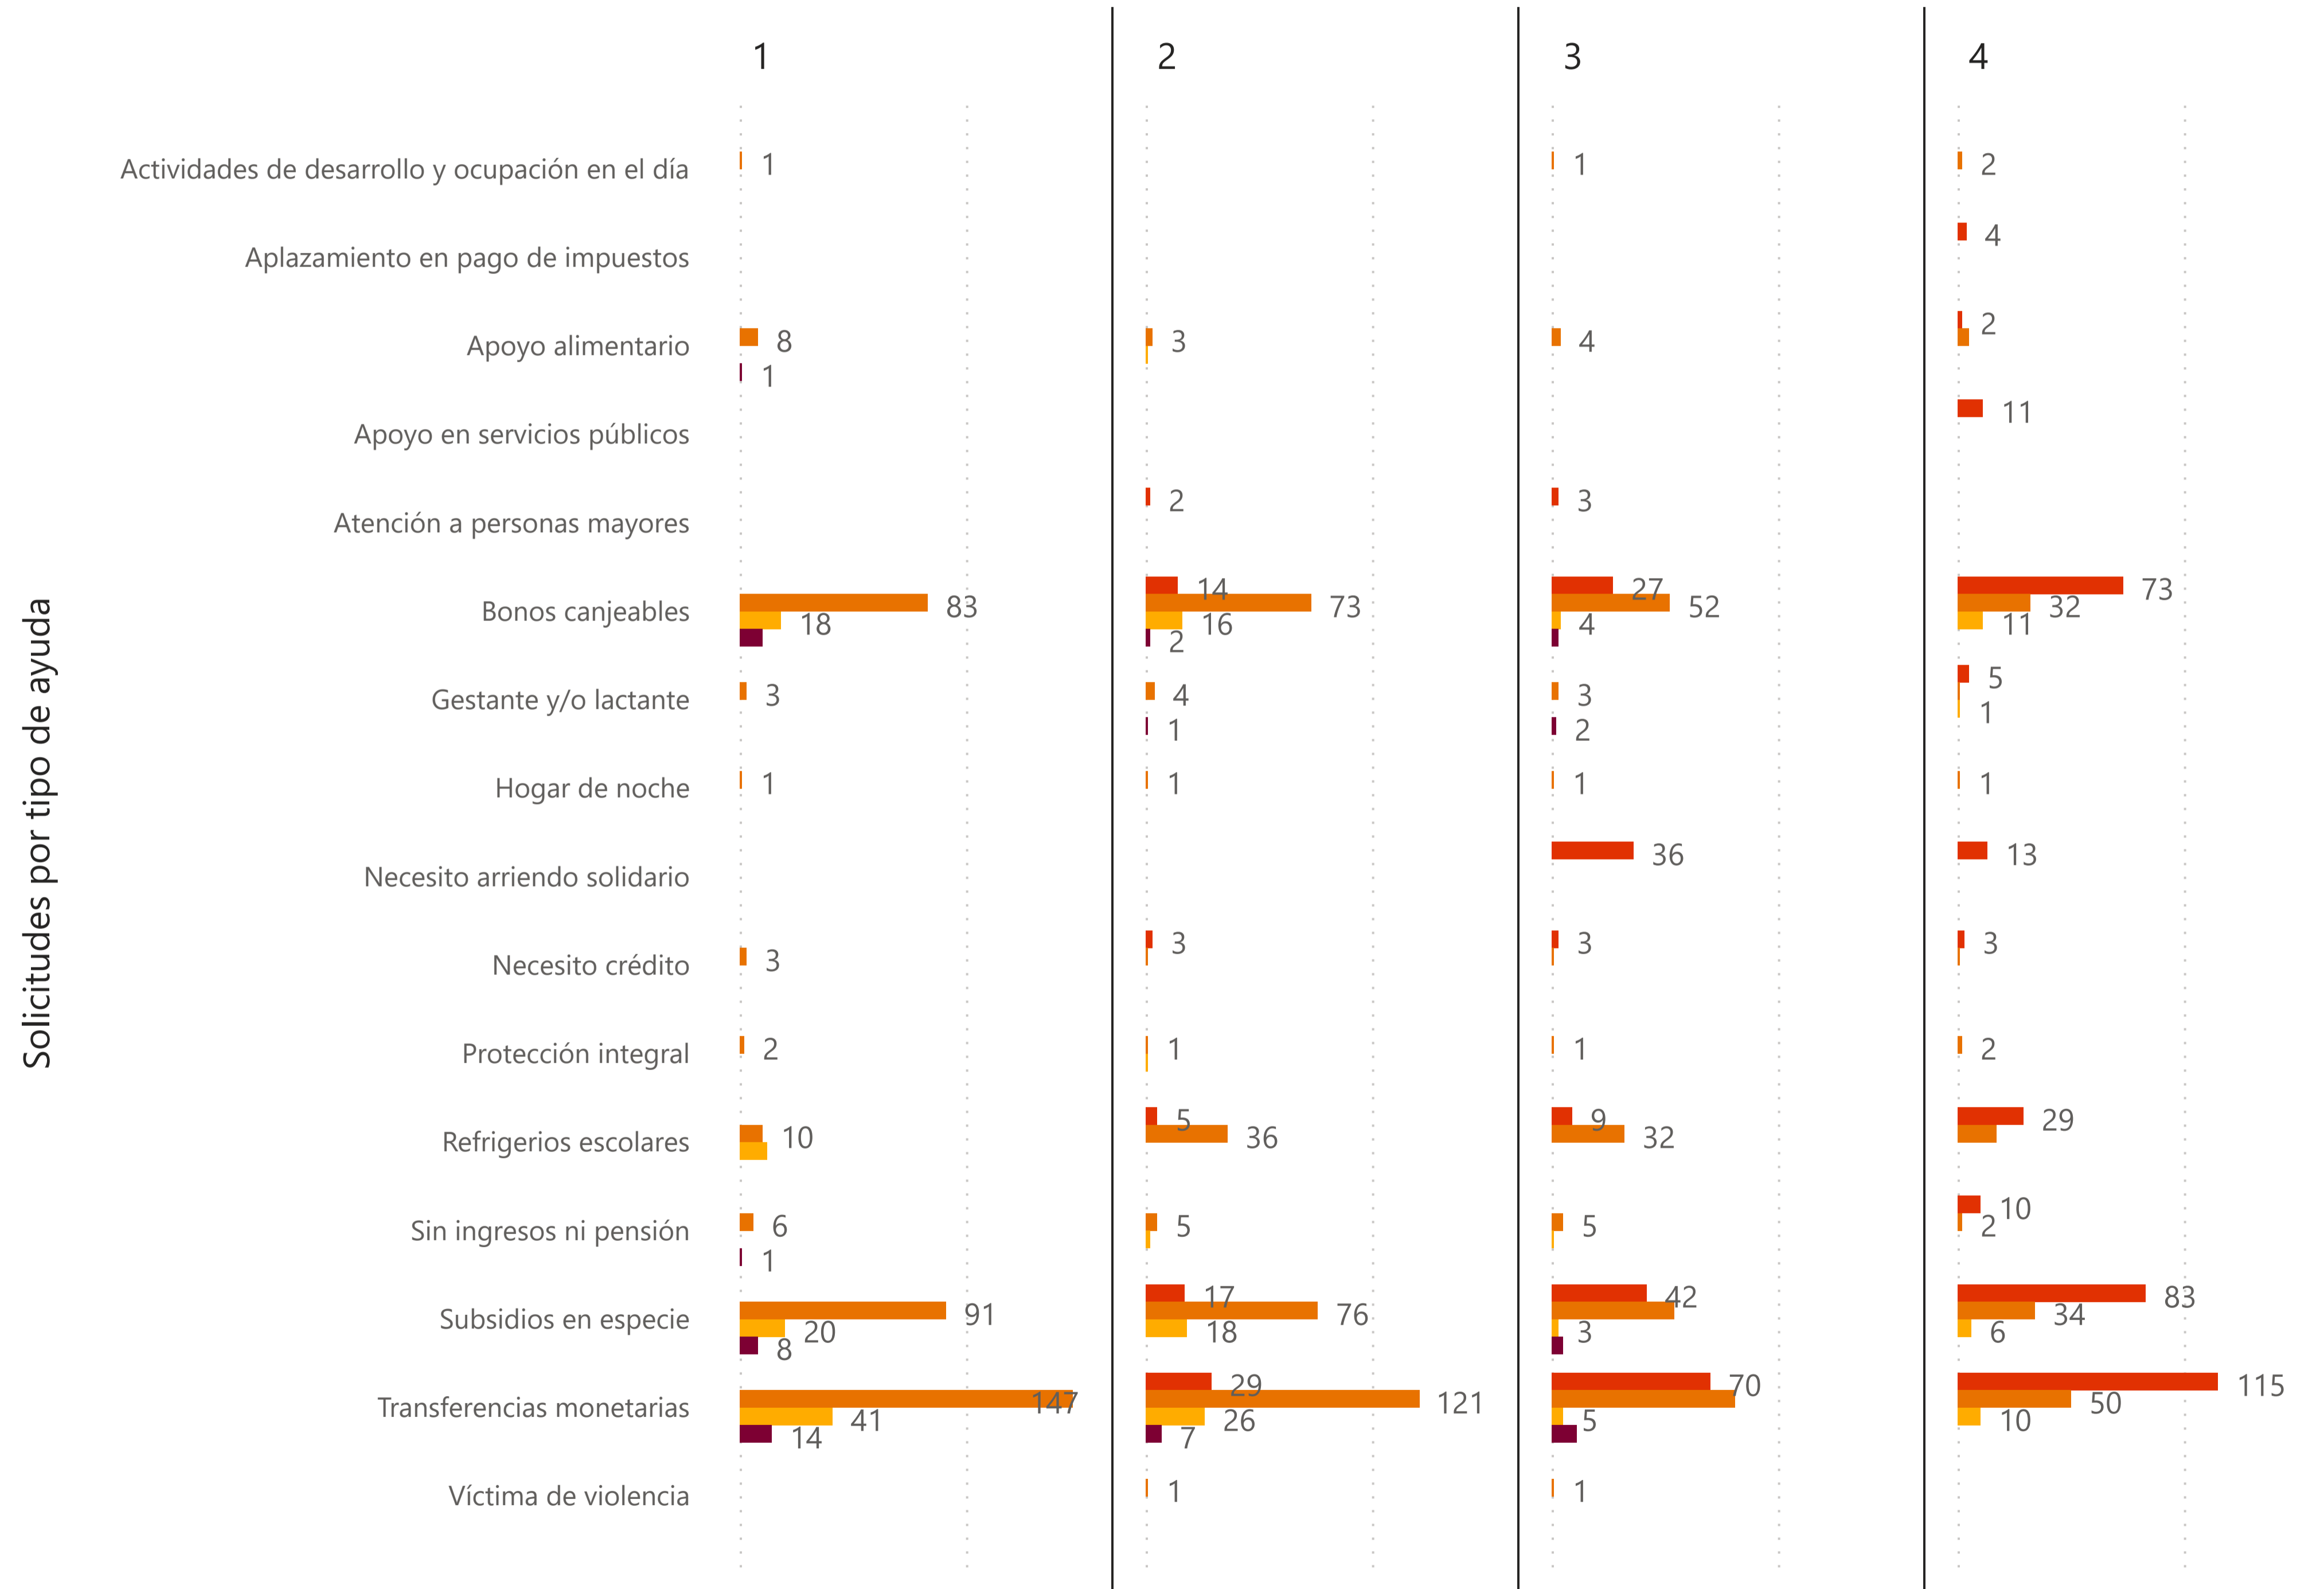 1 2 3 4
Actividades de desarrollo y ocupación en el día 1 1 2
Aplazamiento en pago de impuestos 4
Apoyo alimentario 8 1 3 4 2
Apoyo en servicios públicos 11
Atención a personas mayores 2 3
Bonos canjeables 83 18 14 73 16 2 27 52 4 73 32 11
Gestante y/o lactante 3 4 1 3 2 5 1
Hogar de noche 1 1 1 1
Necesito arriendo solidario 36 13
Necesito crédito 3 3 3 3
Protección integral 2 1 1 2
Refrigerios escolares 10 5 36 9 32 29
Sin ingresos ni pensión 6 1 5 5 10 2
Subsidios en especie 91 20 8 17 76 18 42 3 83 34 6
Transferencias monetarias 147 41 14 29 121 26 7 70 5 115 50 10
Víctima de violencia 1 1
Solicitudes por tipo de ayuda